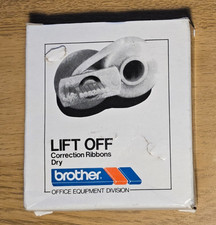 LIFT OFF
Correction Ribbons
Dry
brother
OFFICE EQUIPMENT DIVISION